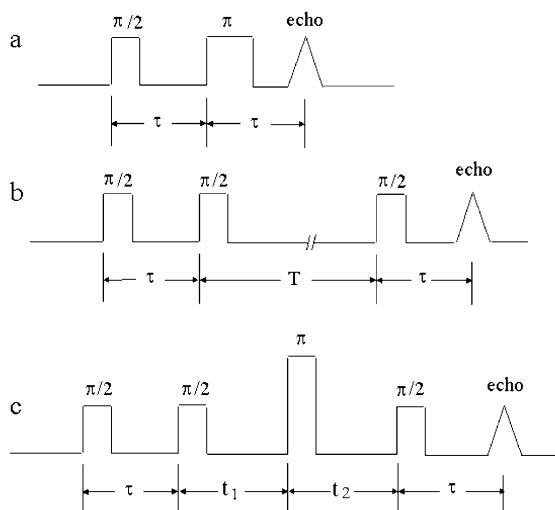 a π/2 π echo
τ τ
b π/2 π/2 π/2 echo
τ T τ
π
c π/2 π/2 π/2 echo
τ t1 t2 τ